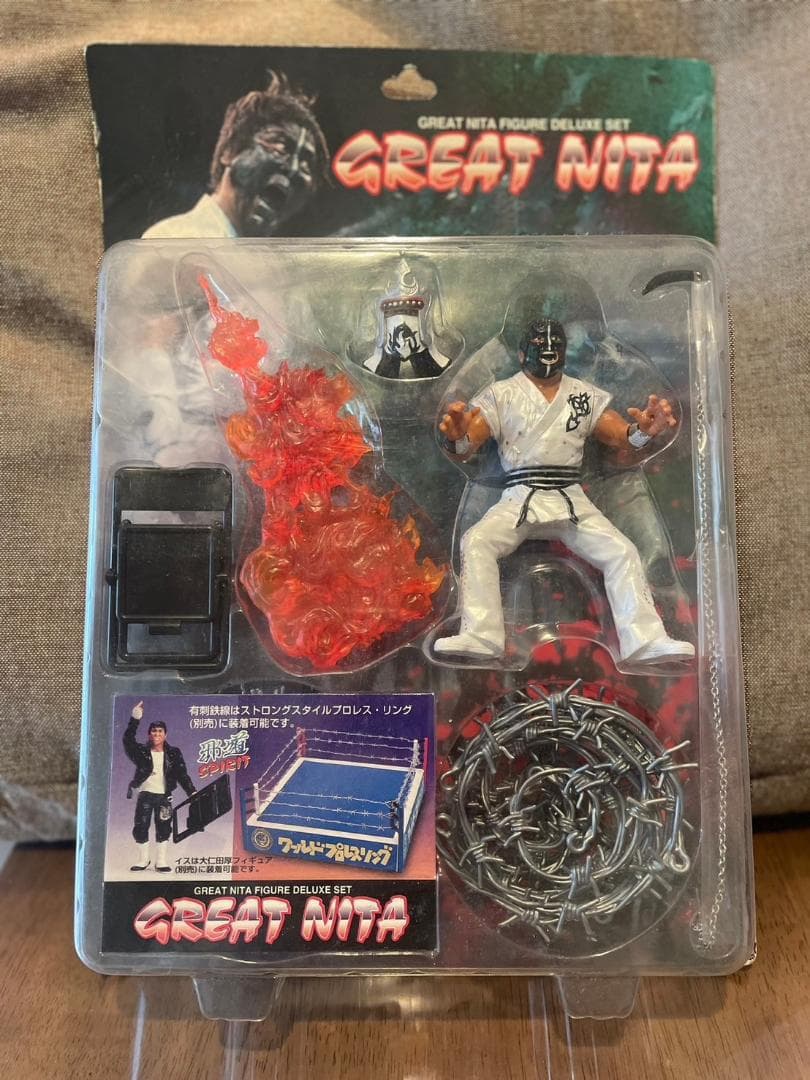 GREAT NITA FIGURE DELUXE SET
GREAT NITA
有刺鉄線はストロングスタイルプロレス・リング
(別売)に装着可能です。
邪道
SPIRIT
ワールドプロレスリング
イスは大仁田厚フィギュア
(別売)に装着可能です。
GREAT NITA FIGURE DELUXE SET
GREAT NITA